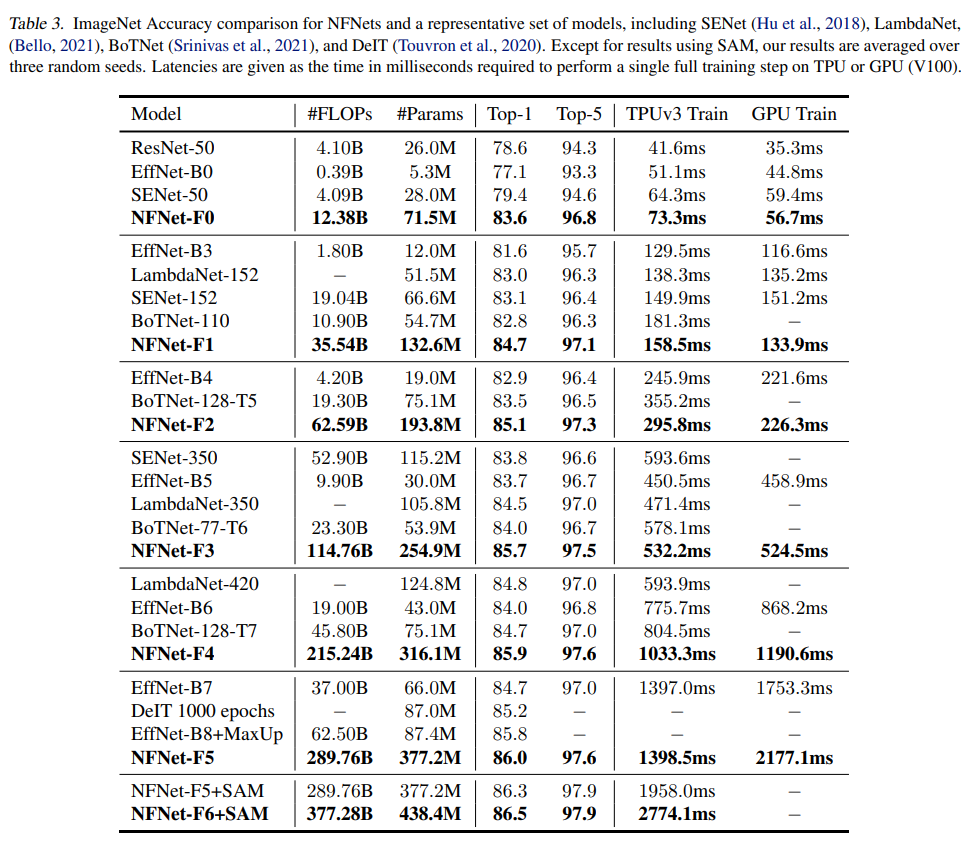 Table 3. ImageNet Accuracy comparison for NFNets and a representative set of models, including SENet (Hu et al., 2018), LambdaNet,
(Bello, 2021), BoTNet (Srinivas et al., 2021), and DeIT (Touvron et al., 2020). Except for results using SAM, our results are averaged over
three random seeds. Latencies are given as the time in milliseconds required to perform a single full training step on TPU or GPU (V100).
Model #FLOPs #Params Top-1 Top-5 TPUv3 Train GPU Train
ResNet-50 4.10B 26.0M 78.6 94.3 41.6ms 35.3ms
EffNet-B0 0.39B 5.3M 77.1 93.3 51.1ms 44.8ms
SENet-50 4.09B 28.0M 79.4 94.6 64.3ms 59.4ms
NFNet-F0 12.38B 71.5M 83.6 96.8 73.3ms 56.7ms
EffNet-B3 1.80B 12.0M 81.6 95.7 129.5ms 116.6ms
LambdaNet-152 – 51.5M 83.0 96.3 138.3ms 135.2ms
SENet-152 19.04B 66.6M 83.1 96.4 149.9ms 151.2ms
BoTNet-110 10.90B 54.7M 82.8 96.3 181.3ms –
NFNet-F1 35.54B 132.6M 84.7 97.1 158.5ms 133.9ms
EffNet-B4 4.20B 19.0M 82.9 96.4 245.9ms 221.6ms
BoTNet-128-T5 19.30B 75.1M 83.5 96.5 355.2ms –
NFNet-F2 62.59B 193.8M 85.1 97.3 295.8ms 226.3ms
SENet-350 52.90B 115.2M 83.8 96.6 593.6ms –
EffNet-B5 9.90B 30.0M 83.7 96.7 450.5ms 458.9ms
LambdaNet-350 – 105.8M 84.5 97.0 471.4ms –
BoTNet-77-T6 23.30B 53.9M 84.0 96.7 578.1ms –
NFNet-F3 114.76B 254.9M 85.7 97.5 532.2ms 524.5ms
LambdaNet-420 – 124.8M 84.8 97.0 593.9ms –
EffNet-B6 19.00B 43.0M 84.0 96.8 775.7ms 868.2ms
BoTNet-128-T7 45.80B 75.1M 84.7 97.0 804.5ms –
NFNet-F4 215.24B 316.1M 85.9 97.6 1033.3ms 1190.6ms
EffNet-B7 37.00B 66.0M 84.7 97.0 1397.0ms 1753.3ms
DeIT 1000 epochs – 87.0M 85.2 – – –
EffNet-B8+MaxUp 62.50B 87.4M 85.8 – – –
NFNet-F5 289.76B 377.2M 86.0 97.6 1398.5ms 2177.1ms
NFNet-F5+SAM 289.76B 377.2M 86.3 97.9 1958.0ms –
NFNet-F6+SAM 377.28B 438.4M 86.5 97.9 2774.1ms –